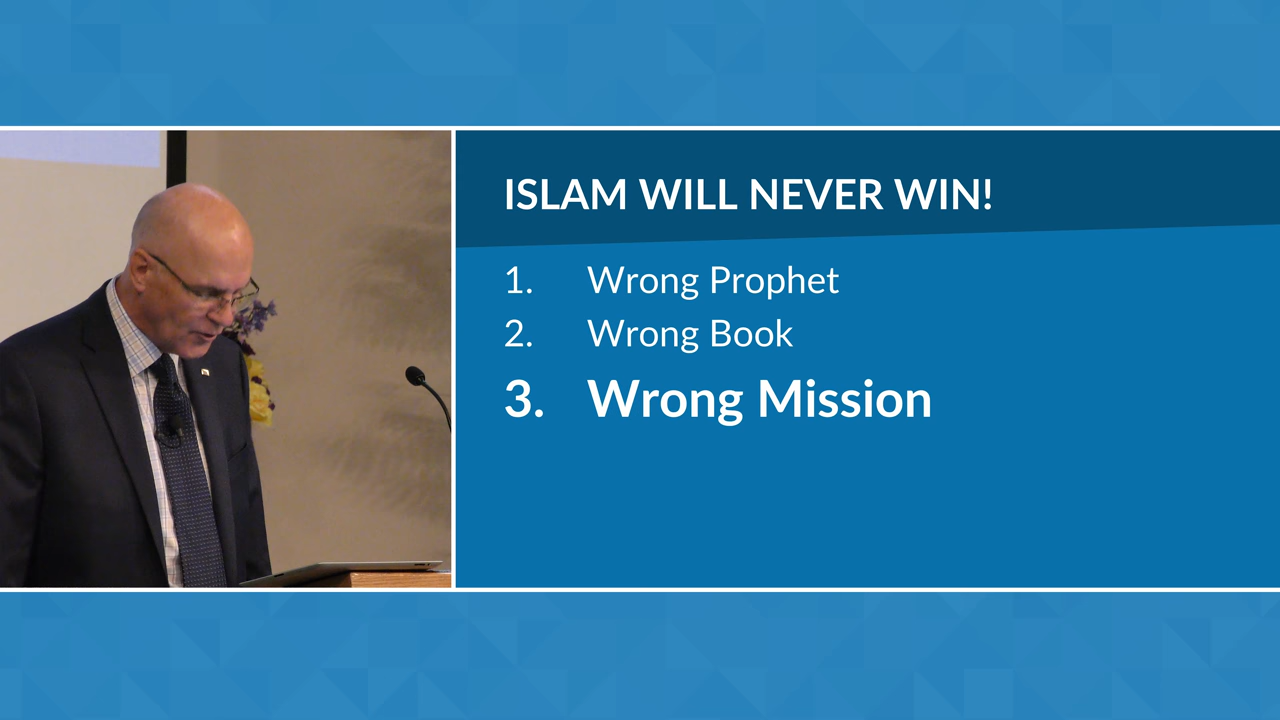 ISLAM WILL NEVER WIN!
1. Wrong Prophet
2. Wrong Book
3. Wrong Mission